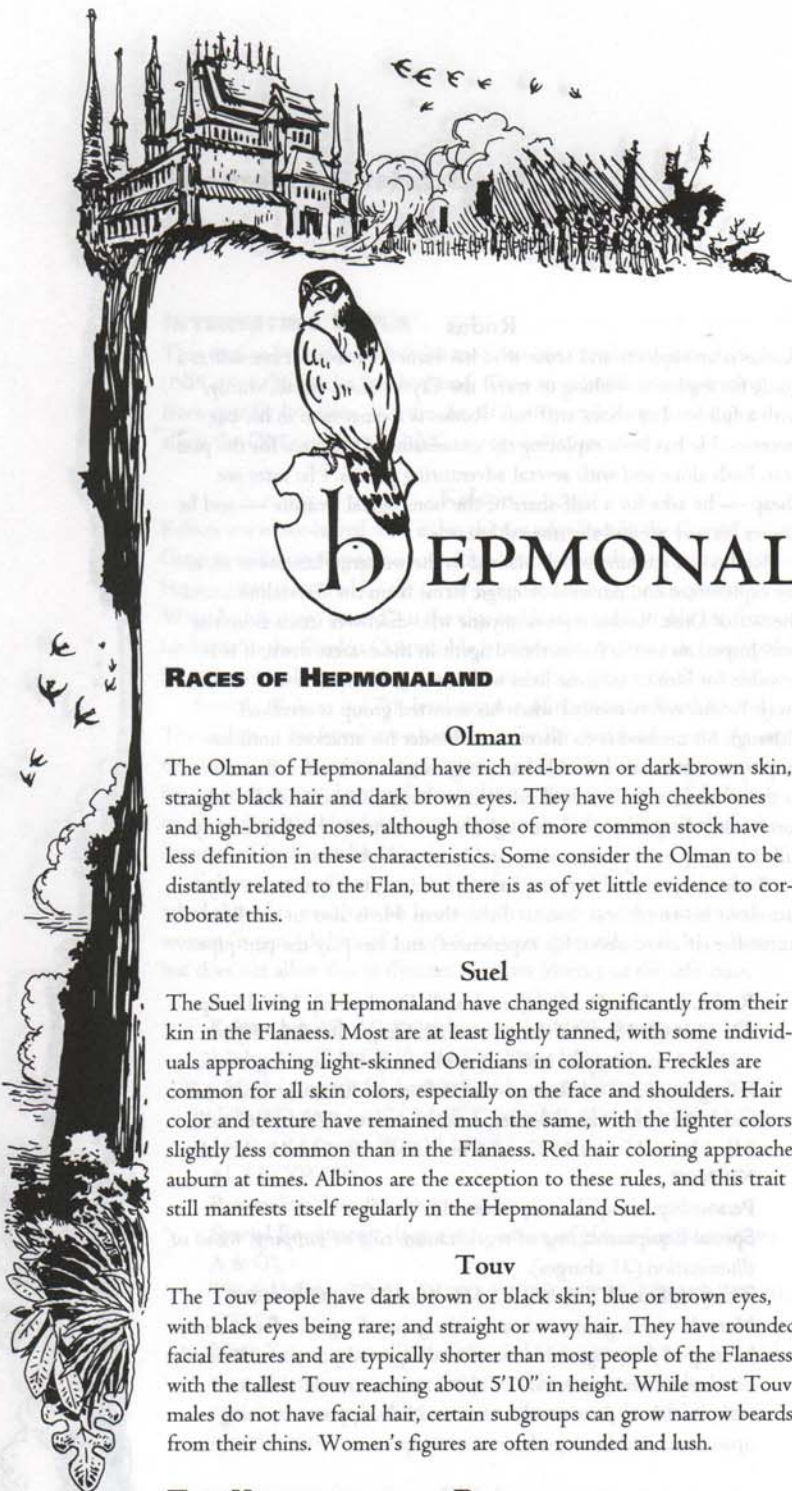 HEPMONAL
RACES OF HEPMONALAND
Olman
The Olman of Hepmonaland have rich red-brown or dark-brown skin,
straight black hair and dark brown eyes. They have high cheekbones
and high-bridged noses, although those of more common stock have
less definition in these characteristics. Some consider the Olman to be
distantly related to the Flan, but there is as of yet little evidence to cor-
roborate this.
Suel
The Suel living in Hepmonaland have changed significantly from their
kin in the Flanaess. Most are at least lightly tanned, with some individ-
uals approaching light-skinned Oeridians in coloration. Freckles are
common for all skin colors, especially on the face and shoulders. Hair
color and texture have remained much the same, with the lighter colors
slightly less common than in the Flanaess. Red hair coloring approache
auburn at times. Albinos are the exception to these rules, and this trait
still manifests itself regularly in the Hepmonaland Suel.
Touv
The Touv people have dark brown or black skin; blue or brown eyes,
with black eyes being rare; and straight or wavy hair. They have rounded
facial features and are typically shorter than most people of the Flanaess
with the tallest Touv reaching about 5'10" in height. While most Touv
males do not have facial hair, certain subgroups can grow narrow beards
from their chins. Women's figures are often rounded and lush.